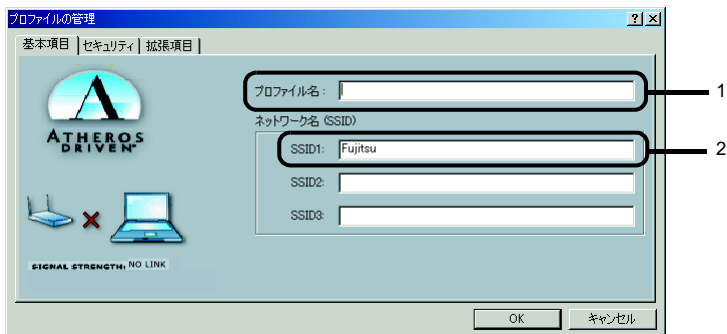 プロファイルの管理
基本項目 セキュリティ 拡張項目
ATHEROS
DRIVEN
プロファイル名:
1
ネットワーク名 (SSID)
SSID1: Fujitsu
2
SSID2:
SSID3:
SIGNAL STRENGTH: NO LINK
OK キャンセル